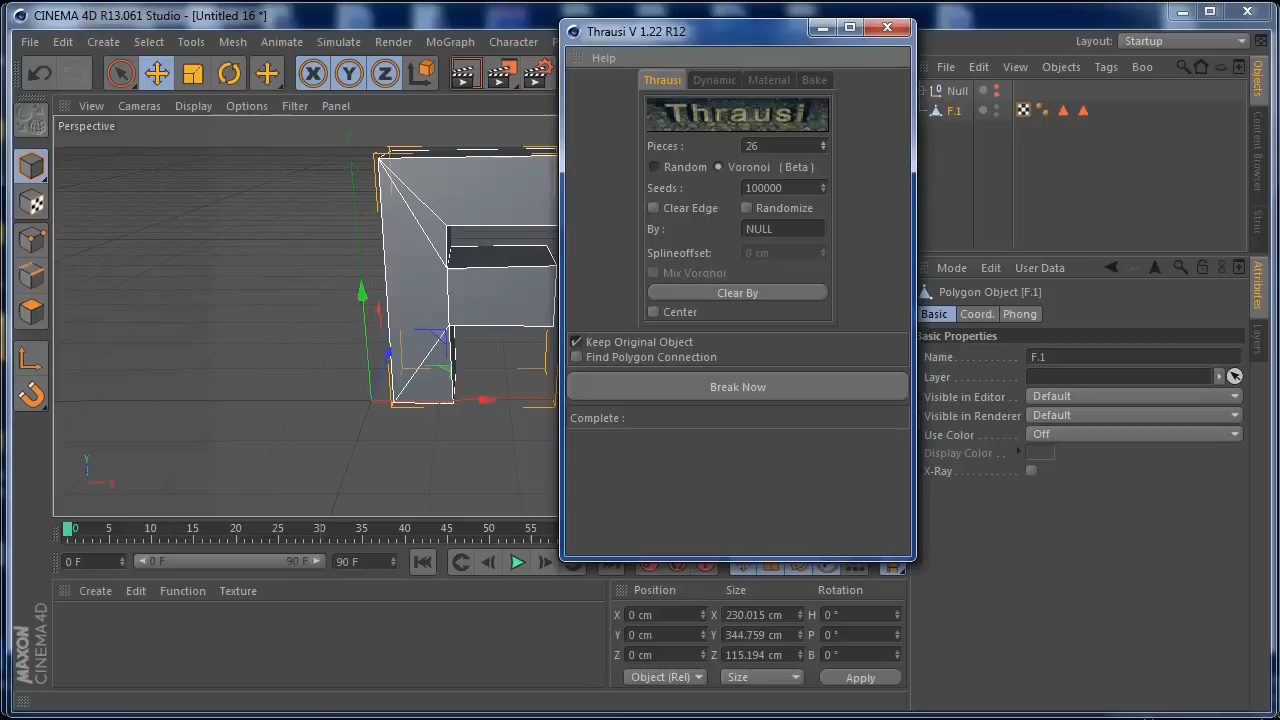 CINEMA 4D R13.061 Studio - [Untitled 16 *]
File Edit Create Select Tools Mesh Animate Simulate Render MoGraph Character
Layout: Startup
View Cameras Display Options Filter Panel
Perspective
Y
X
0 5 10 15 20 25 30 35 40 45 50 55
0 F 0 F 90 F 90 F
Create Edit Function Texture
MAXON
CINEMA 4D
Thrausi V 1.22 R12
Help
Thrausi Dynamic Material Bake
Thrausi
Pieces : 26
Random Voronoi ( Beta )
Seeds : 100000
Clear Edge Randomize
By : NULL
Splineoffset: 0 cm
Mix Voronoi
Clear By
Center
Keep Original Object
Find Polygon Connection
Break Now
Complete :
Position Size Rotation
X 0 cm X 230.015 cm H 0 °
Y 0 cm Y 344.759 cm P 0 °
Z 0 cm Z 115.194 cm B 0 °
Object (Rel) Size Apply
File Edit View Objects Tags Boo
Null
F.1
Objects
Content Browser
Struc
Mode Edit User Data
Polygon Object [F.1]
Basic Coord. Phong
Basic Properties
Name F.1
Layer
Visible in Editor Default
Visible in Renderer Default
Use Color Off
Display Color
X-Ray
Attributes
Layers